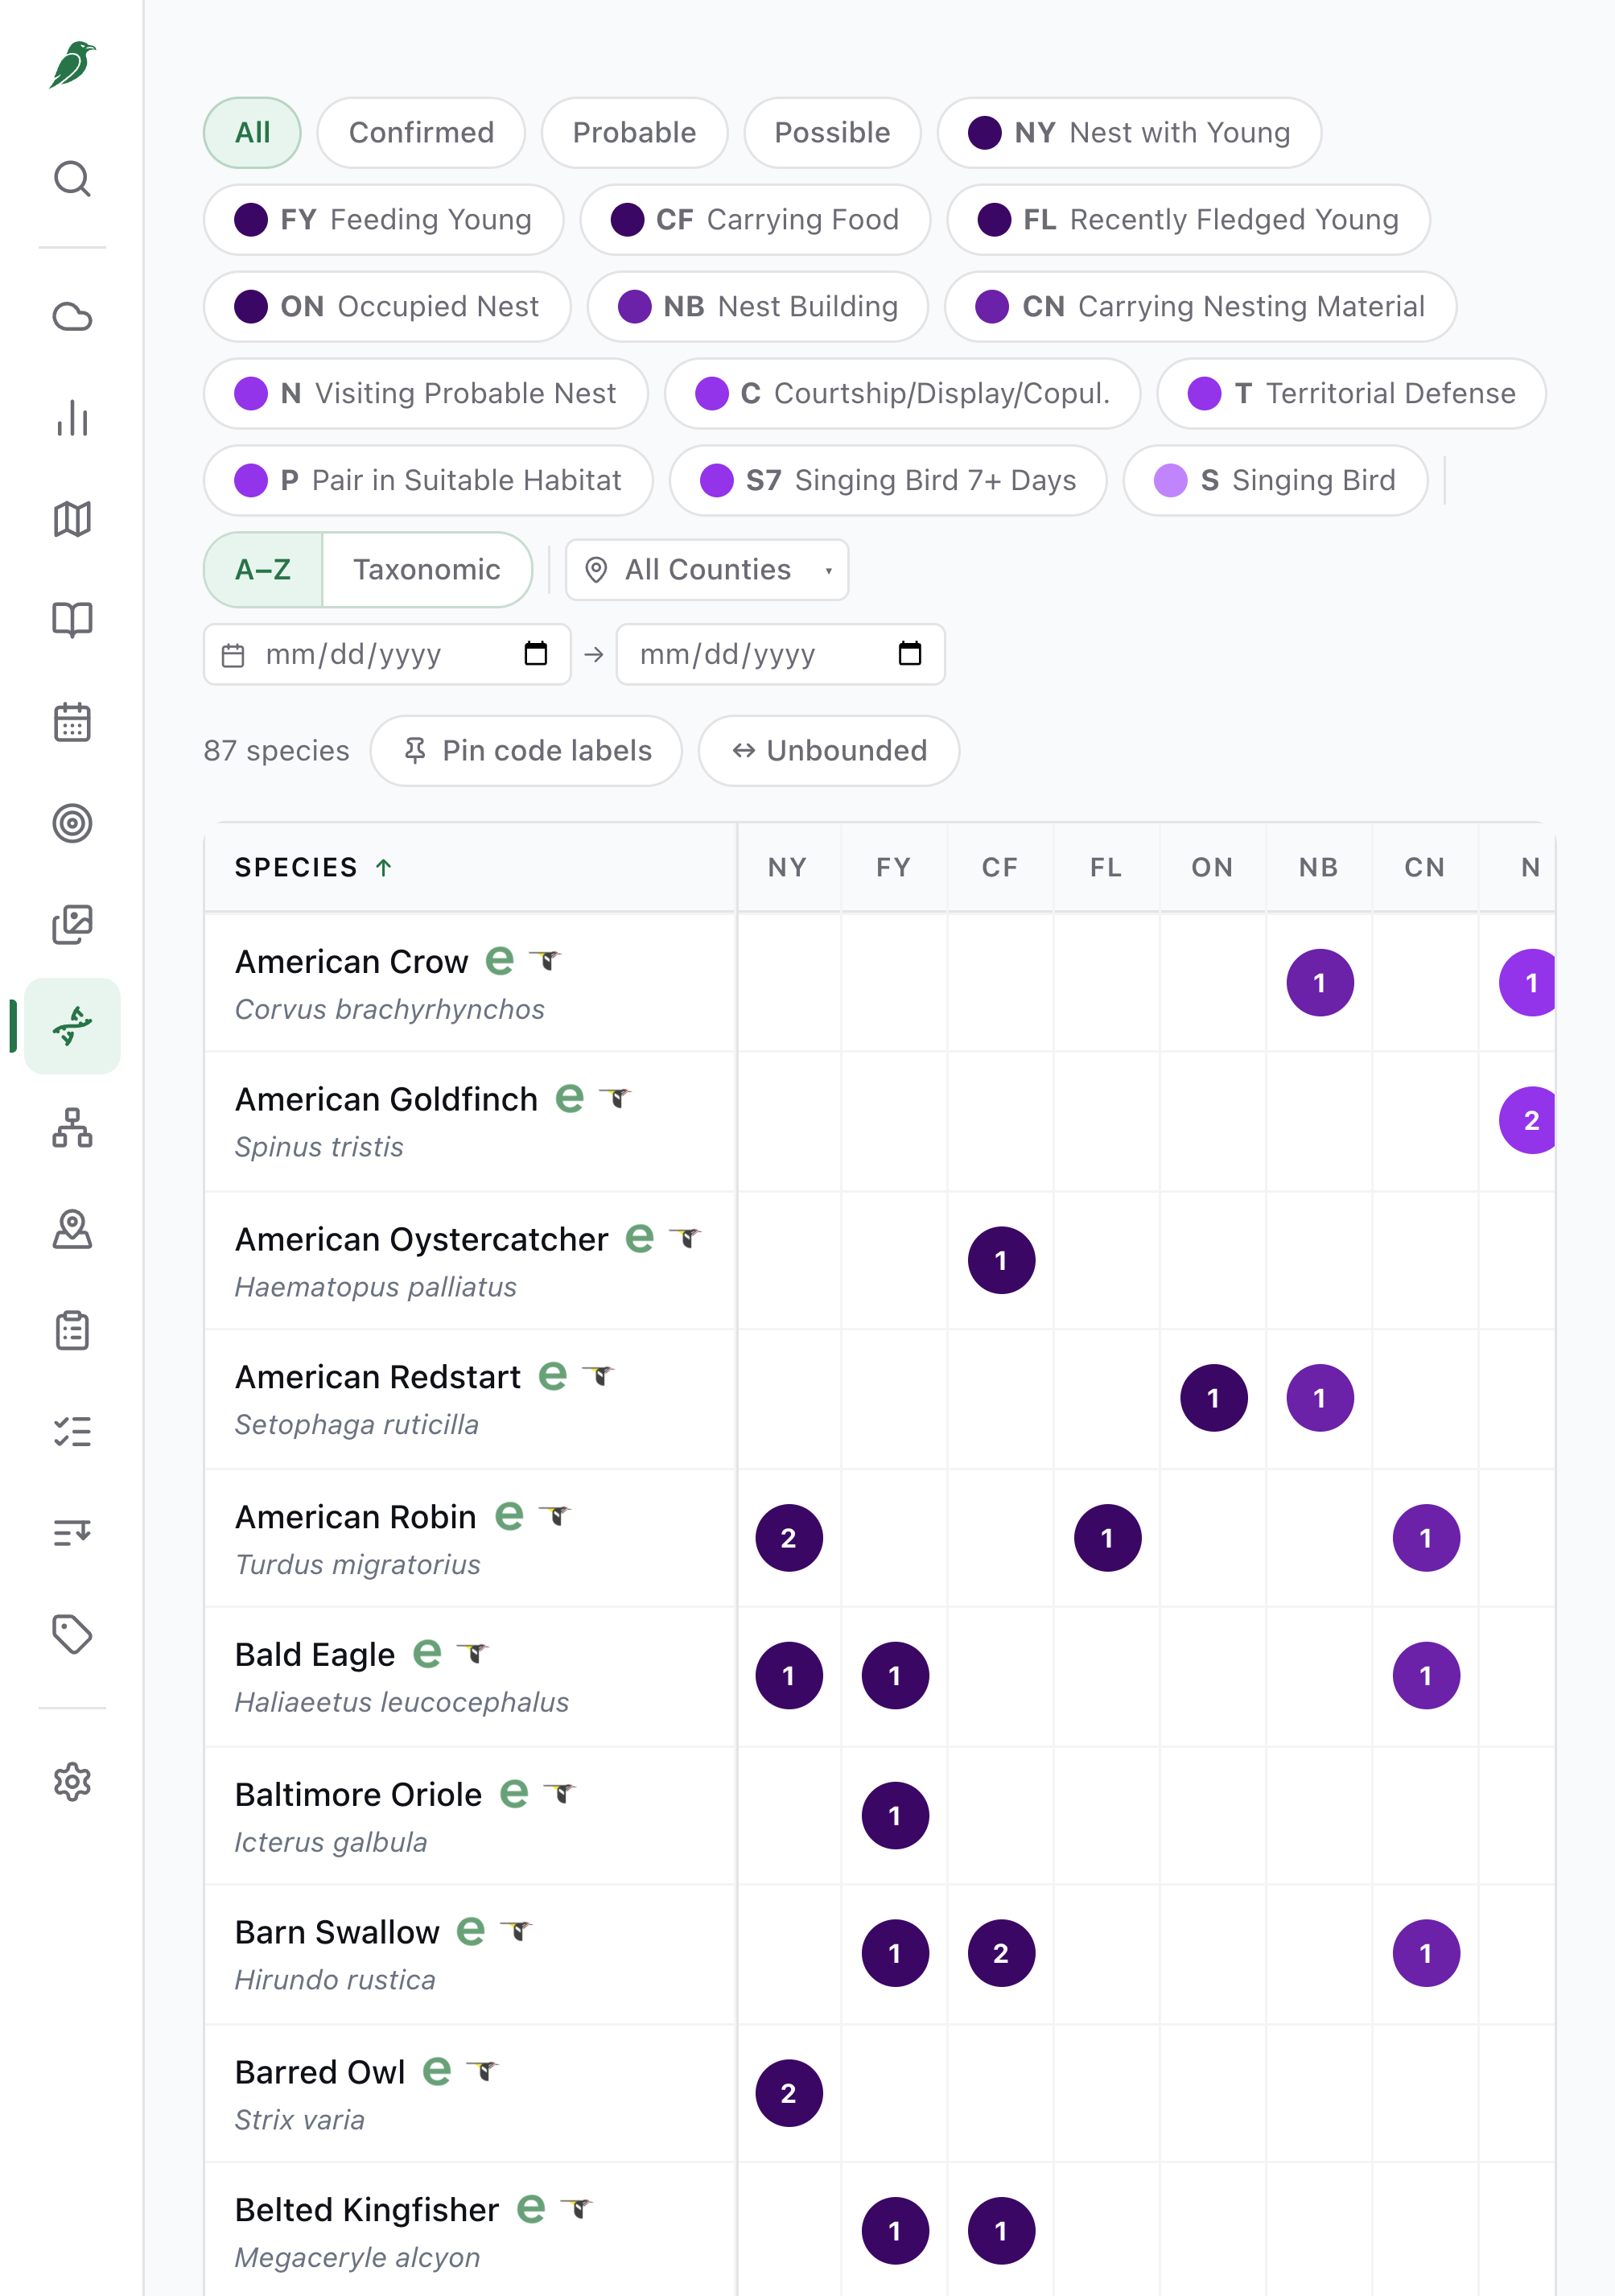 All Confirmed Probable Possible NY Nest with Young
FY Feeding Young CF Carrying Food FL Recently Fledged Young
ON Occupied Nest NB Nest Building CN Carrying Nesting Material
N Visiting Probable Nest C Courtship/Display/Copul. T Territorial Defense
P Pair in Suitable Habitat S7 Singing Bird 7+ Days S Singing Bird
A–Z Taxonomic All Counties
mm/dd/yyyy → mm/dd/yyyy
87 species Pin code labels Unbounded
SPECIES ↑ NY FY CF FL ON NB CN N
American Crow e
1 1
Corvus brachyrhynchos
American Goldfinch e
2
Spinus tristis
American Oystercatcher e
1
Haematopus palliatus
American Redstart e
1 1
Setophaga ruticilla
American Robin e
2 1 1
Turdus migratorius
Bald Eagle e
1 1 1
Haliaeetus leucocephalus
Baltimore Oriole e
1
Icterus galbula
Barn Swallow e
1 2 1
Hirundo rustica
Barred Owl e
2
Strix varia
Belted Kingfisher e
1 1
Megaceryle alcyon